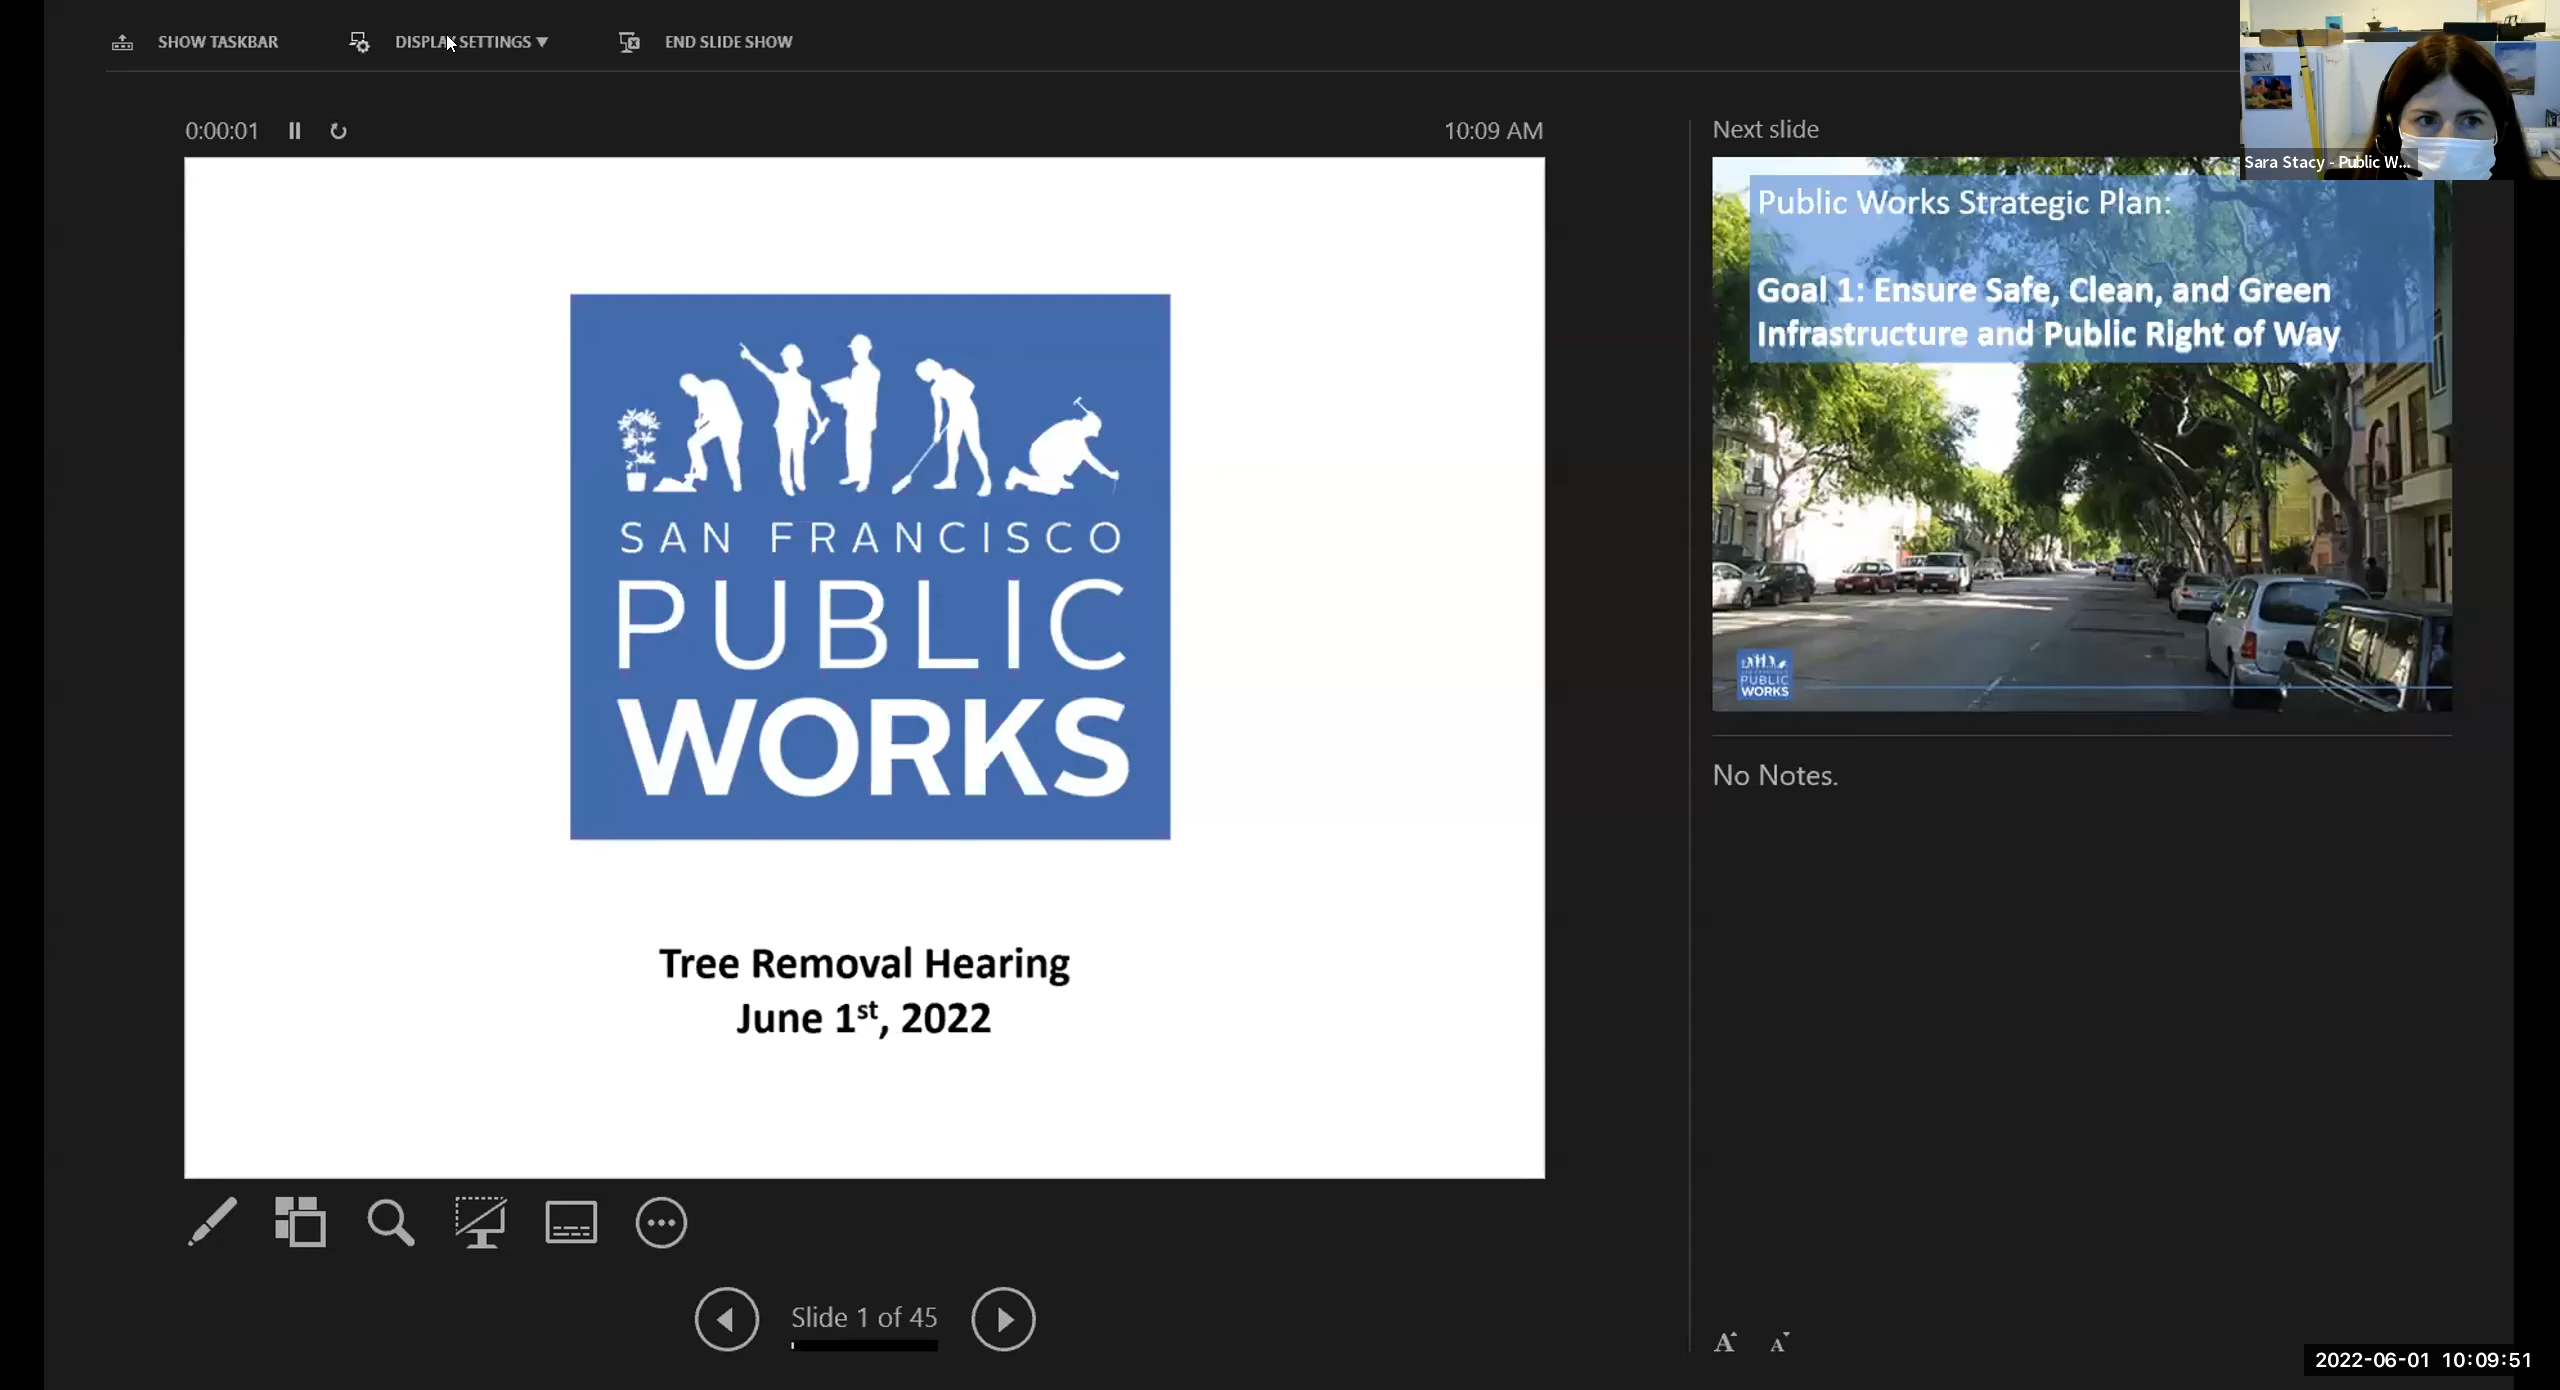 SHOW TASKBAR
DISPLAY SETTINGS ▼
END SLIDE SHOW
0:00:01
10:09 AM
SAN FRANCISCO
PUBLIC
WORKS
Tree Removal Hearing
June 1st, 2022
Slide 1 of 45
Next slide
Sara Stacy - Public W...
Public Works Strategic Plan:
Goal 1: Ensure Safe, Clean, and Green
Infrastructure and Public Right of Way
PUBLIC
WORKS
No Notes.
A A
2022-06-01 10:09:51